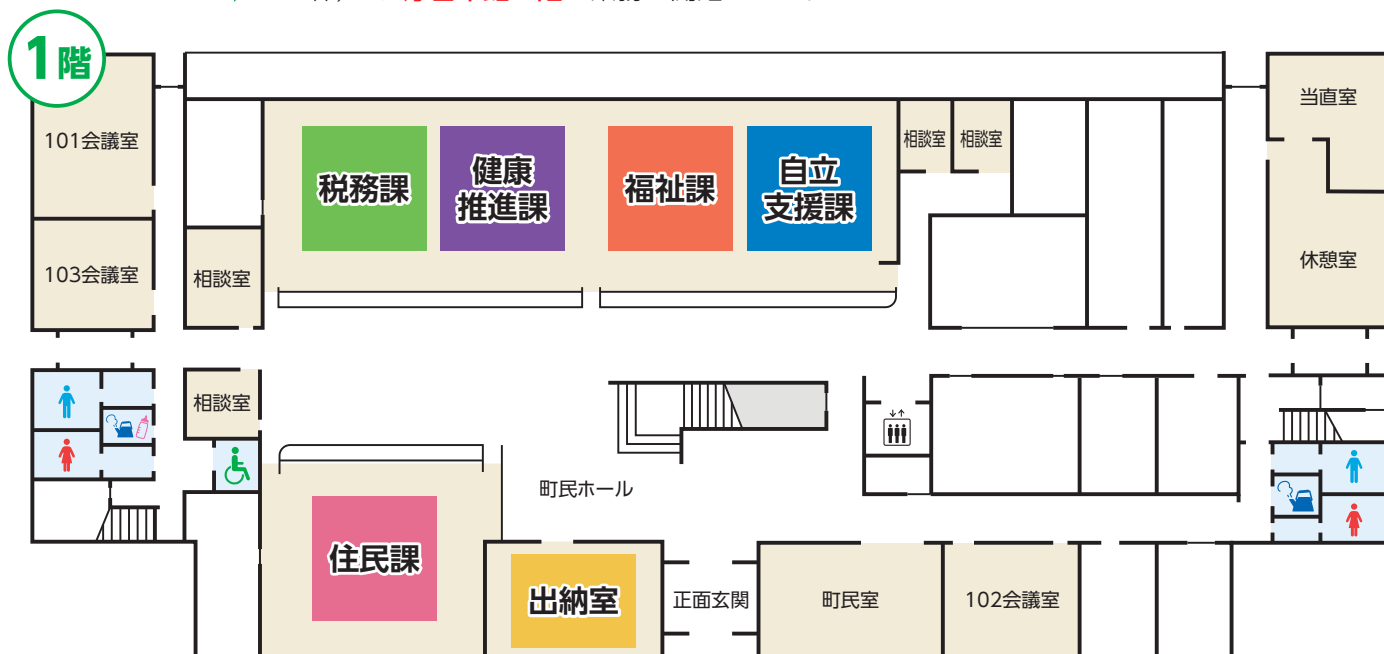 1階
101会議室
103会議室
相談室
税務課
健康
推進課
福祉課
自立
支援課
相談室
相談室
当直室
休憩室
相談室
町民ホール
住民課
出納室
正面玄関
町民室
102会議室